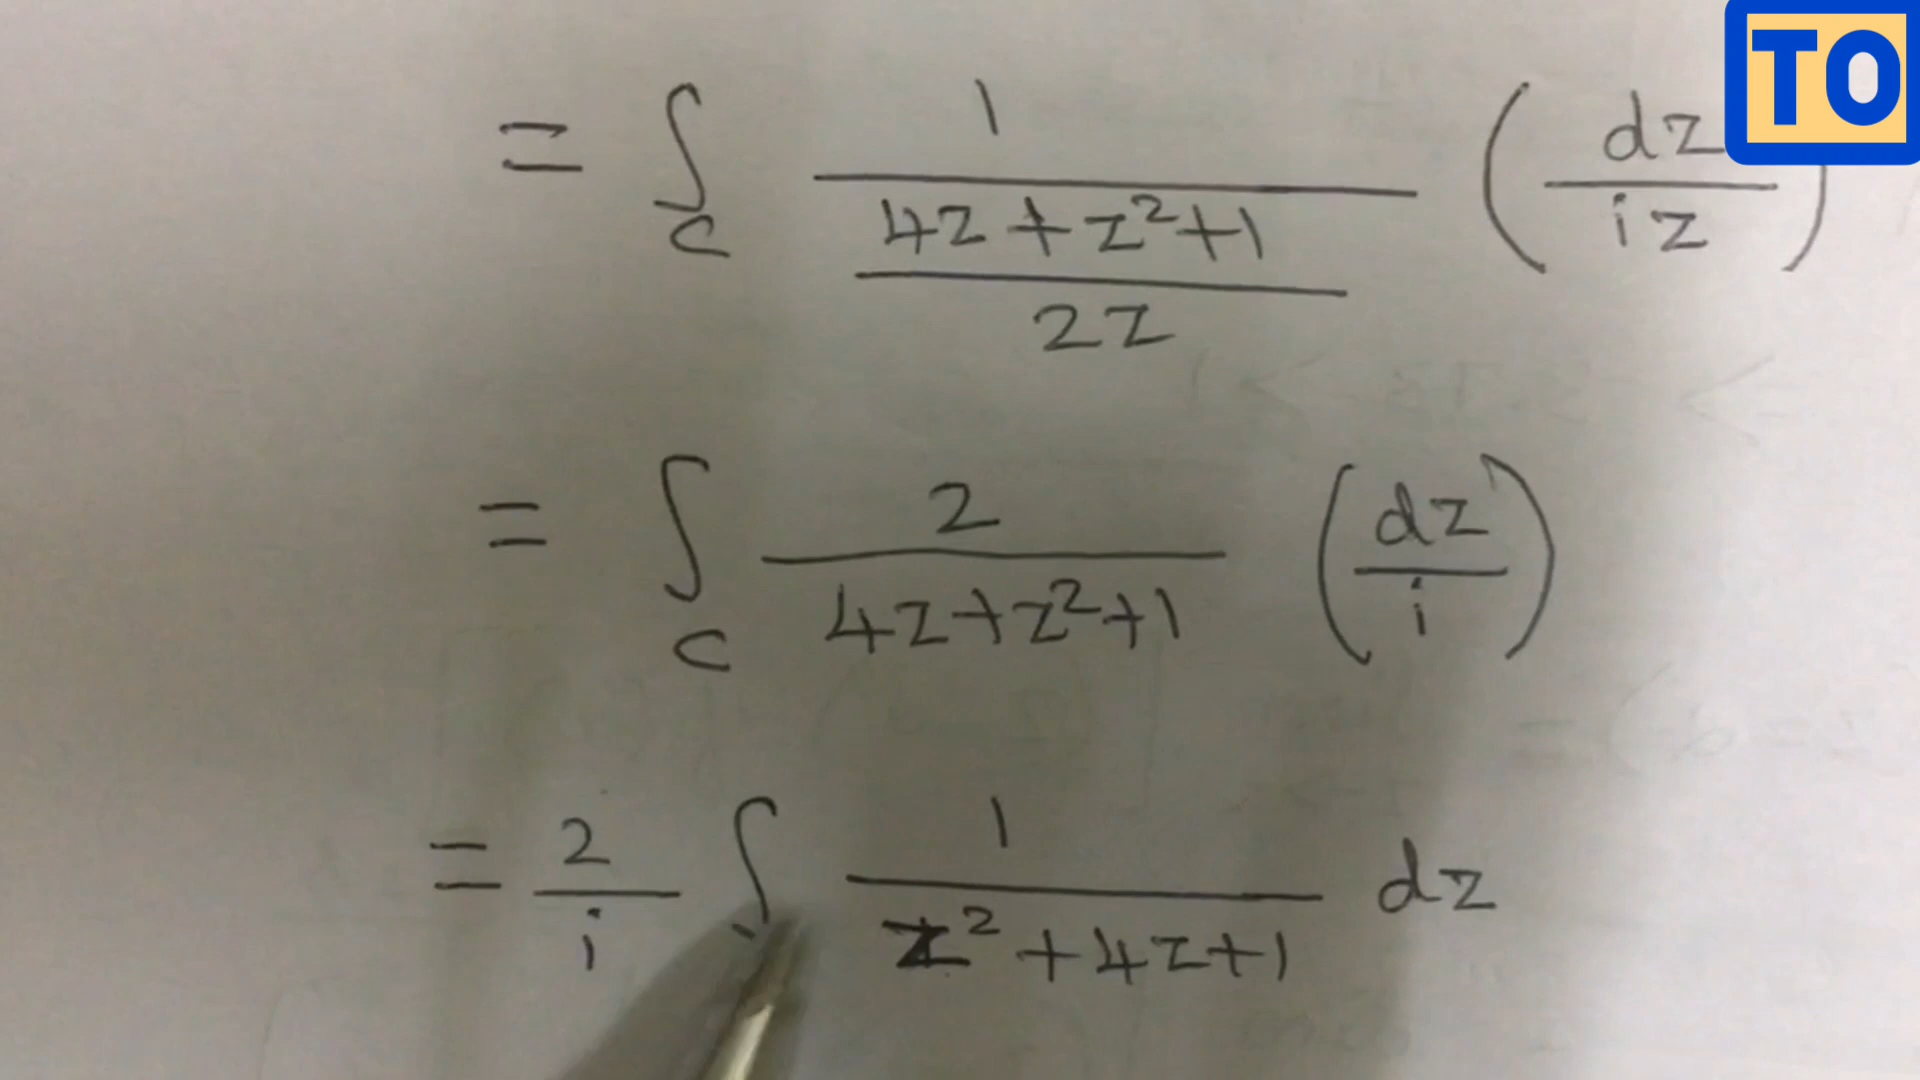 TO
= ∫_C 1/((4z+z²+1)/(2z)) (dz/(iz))
= ∫_C 2/(4z+z²+1) (dz/i)
= 2/i ∫ 1/(z²+4z+1) dz